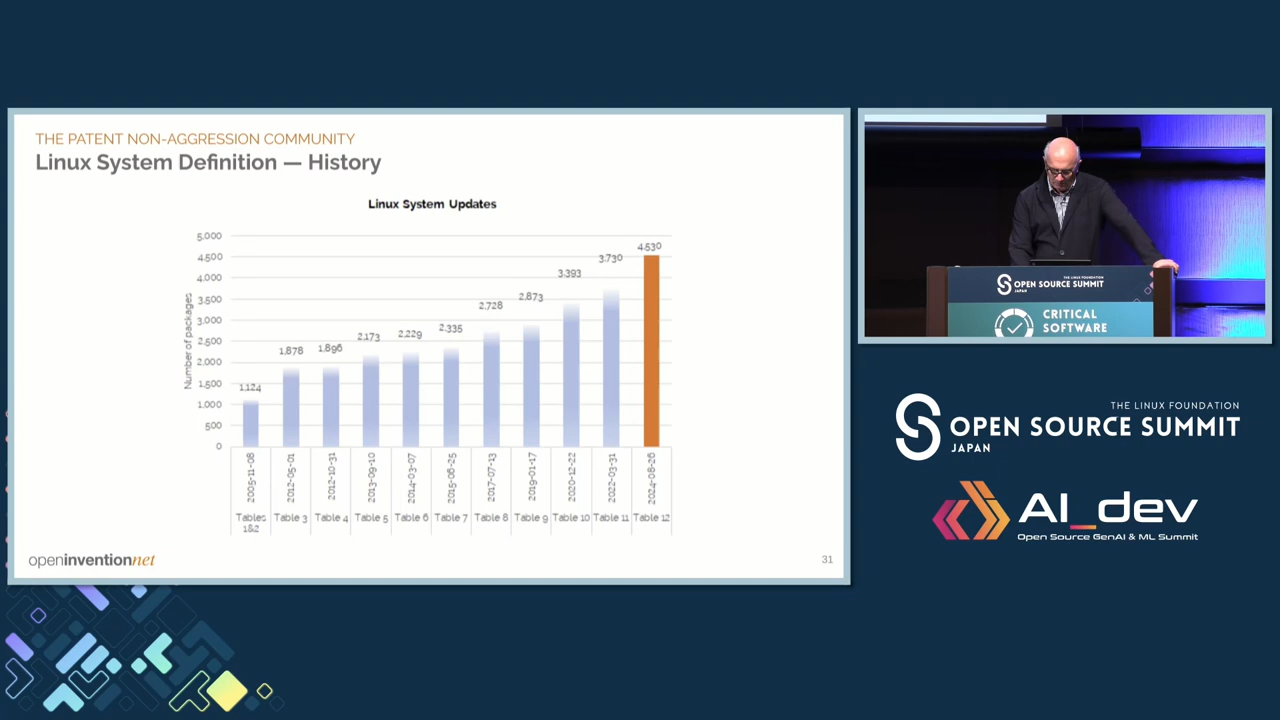 THE PATENT NON-AGGRESSION COMMUNITY
Linux System Definition — History
Linux System Updates
Number of packages
5,000
4,500
4,000
3,500
3,000
2,500
2,000
1,500
1,000
500
0
1,124
1,878
1,896
2,173
2,229
2,335
2,728
2,873
3,393
3,730
4,530
2005-11-08
2012-05-01
2012-10-31
2013-09-10
2014-03-07
2015-06-25
2017-07-13
2019-01-17
2020-12-22
2022-03-31
2024-08-26
Tables 1&2
Table 3
Table 4
Table 5
Table 6
Table 7
Table 8
Table 9
Table 10
Table 11
Table 12
openinventionnet
31
THE LINUX FOUNDATION
OPEN SOURCE SUMMIT
JAPAN
CRITICAL
SOFTWARE
THE LINUX FOUNDATION
OPEN SOURCE SUMMIT
JAPAN
AI_dev
Open Source GenAI & ML Summit